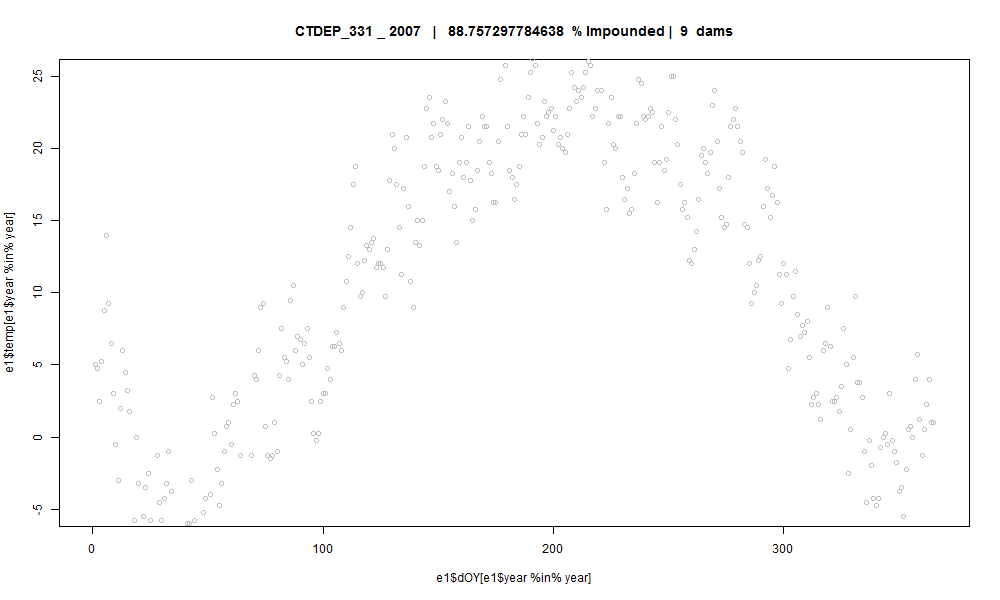 CTDEP_331 _ 2007 | 88.757297784638 % Impounded | 9 dams
e1$temp[e1$year %in% year]
25
20
15
10
5
0
-5
0 100 200 300
e1$dOY[e1$year %in% year]